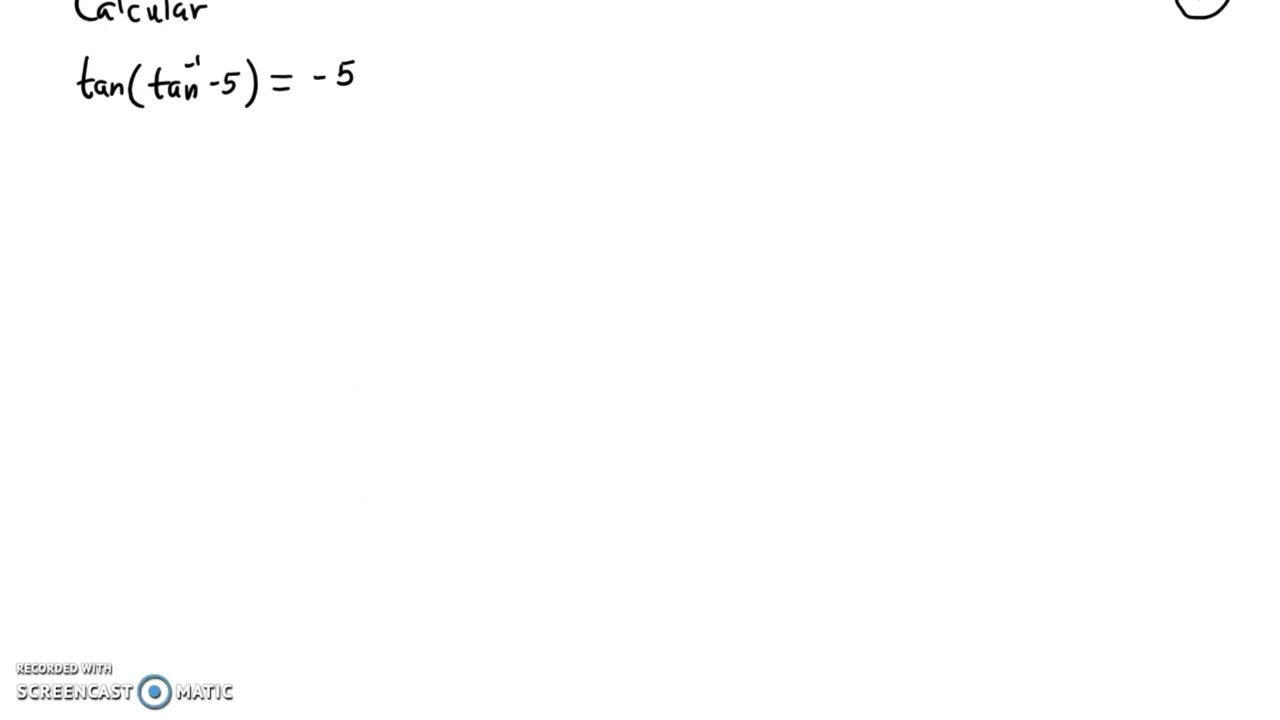 Calcular
tan(tan⁻¹ -5) = -5
RECORDED WITH
SCREENCAST MATIC